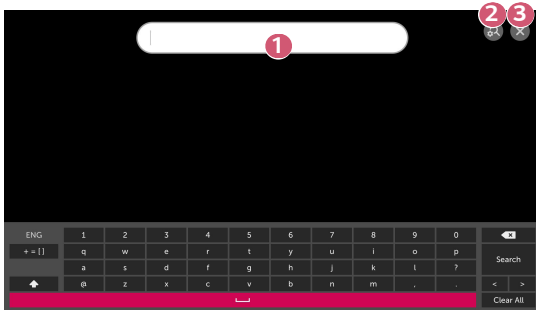 2 3
1
ENG 1 2 3 4 5 6 7 8 9 0
+ = [ ] q w e r t y u i o p
a s d f g h j k l ? Search
@ z x c v b n m , . < >
Clear All